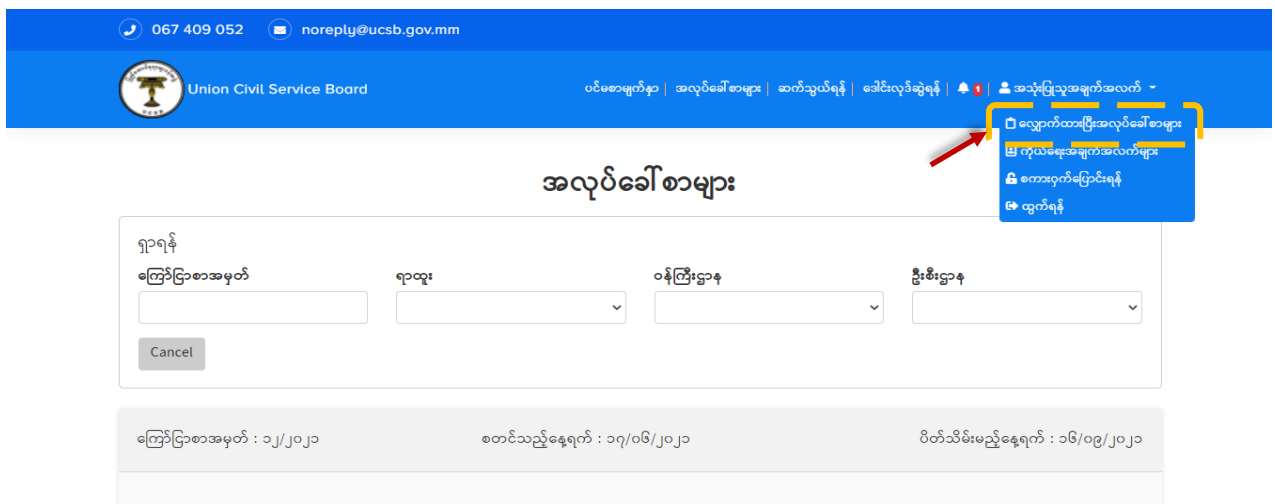 067 409 052 noreply@ucsb.gov.mm
Union Civil Service Board ပင်မစာမျက်နှာ | အလုပ်ခေါ်စာများ | ဆက်သွယ်ရန် | ဒေါင်းလုဒ်ဆွဲရန် | 1 | အသုံးပြုသူအချက်အလက်
လျှောက်ထားပြီးအလုပ်ခေါ်စာများ
ကိုယ်ရေးအချက်အလက်များ
စကားဝှက်ပြောင်းရန်
ထွက်ရန်
အလုပ်ခေါ်စာများ
ရှာရန်
ကြော်ငြာစာအမှတ် ရာထူး ဝန်ကြီးဌာန ဦးစီးဌာန
Cancel
ကြော်ငြာစာအမှတ် : ၁၂/၂၀၂၁ စတင်သည့်နေ့ရက် : ၁၇/၀၆/၂၀၂၁ ပိတ်သိမ်းမည့်နေ့ရက် : ၁၆/၀၉/၂၀၂၁